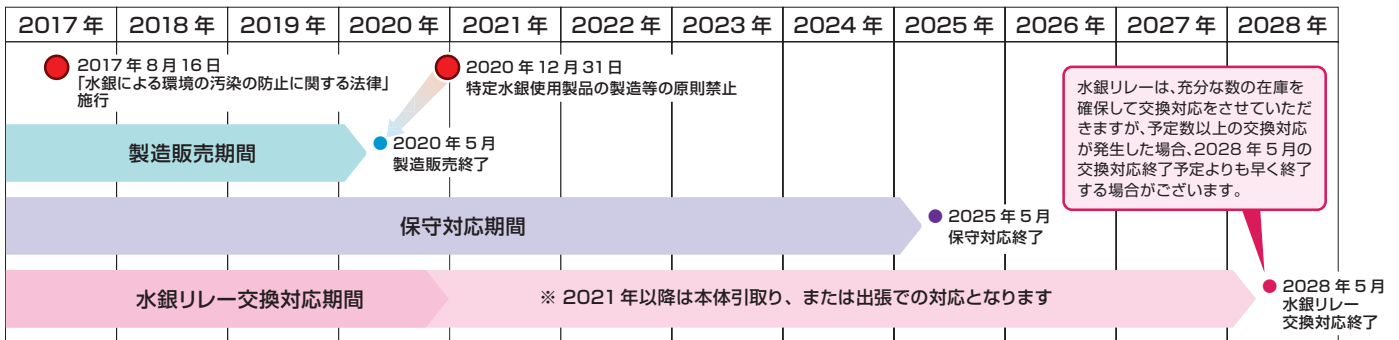 2017年 2018年 2019年 2020年 2021年 2022年 2023年 2024年 2025年 2026年 2027年 2028年
2017年8月16日
「水銀による環境の汚染の防止に関する法律」
施行
2020年12月31日
特定水銀使用製品の製造等の原則禁止
水銀リレーは、充分な数の在庫を
確保して交換対応をさせていただ
きますが、予定数以上の交換対応
が発生した場合、2028年5月の
交換対応終了予定よりも早く終了
する場合がございます。
製造販売期間
2020年5月
製造販売終了
保守対応期間
2025年5月
保守対応終了
水銀リレー交換対応期間
※ 2021年以降は本体引取り、または出張での対応となります
2028年5月
水銀リレー
交換対応終了